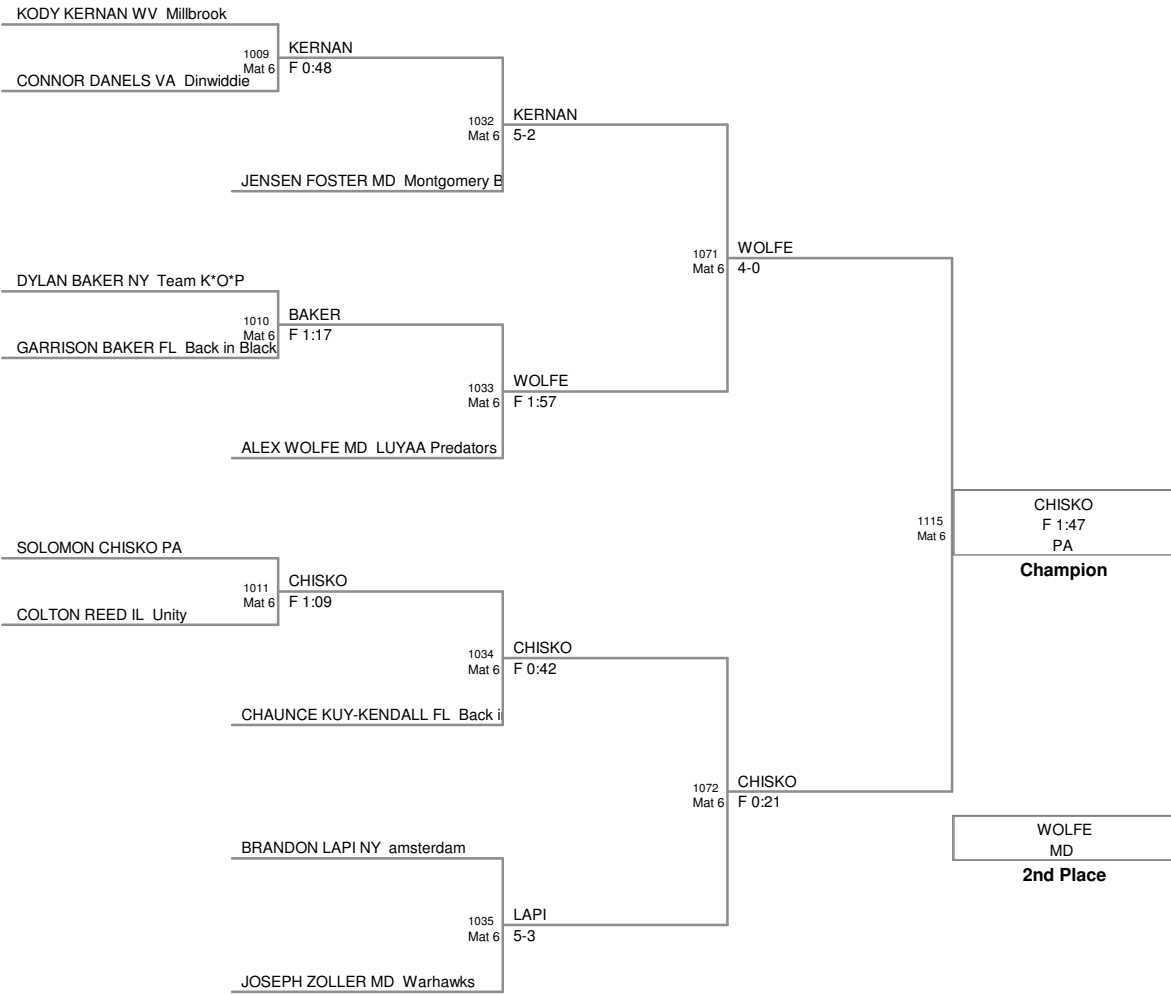 KODY KERNAN WV Millbrook
1009
Mat 6
KERNAN
F 0:48
CONNOR DANELS VA Dinwiddie
1032
Mat 6
KERNAN
5-2
JENSEN FOSTER MD Montgomery B
1071
Mat 6
WOLFE
4-0
DYLAN BAKER NY Team K*O*P
1010
Mat 6
BAKER
F 1:17
GARRISON BAKER FL Back in Black
1033
Mat 6
WOLFE
F 1:57
ALEX WOLFE MD LUYAA Predators
1115
Mat 6
CHISKO
F 1:47
PA
Champion
SOLOMON CHISKO PA
1011
Mat 6
CHISKO
F 1:09
COLTON REED IL Unity
1034
Mat 6
CHISKO
F 0:42
CHAUNCE KUY-KENDALL FL Back i
1072
Mat 6
CHISKO
F 0:21
BRANDON LAPI NY amsterdam
1035
Mat 6
LAPI
5-3
JOSEPH ZOLLER MD Warhawks
WOLFE
MD
2nd Place